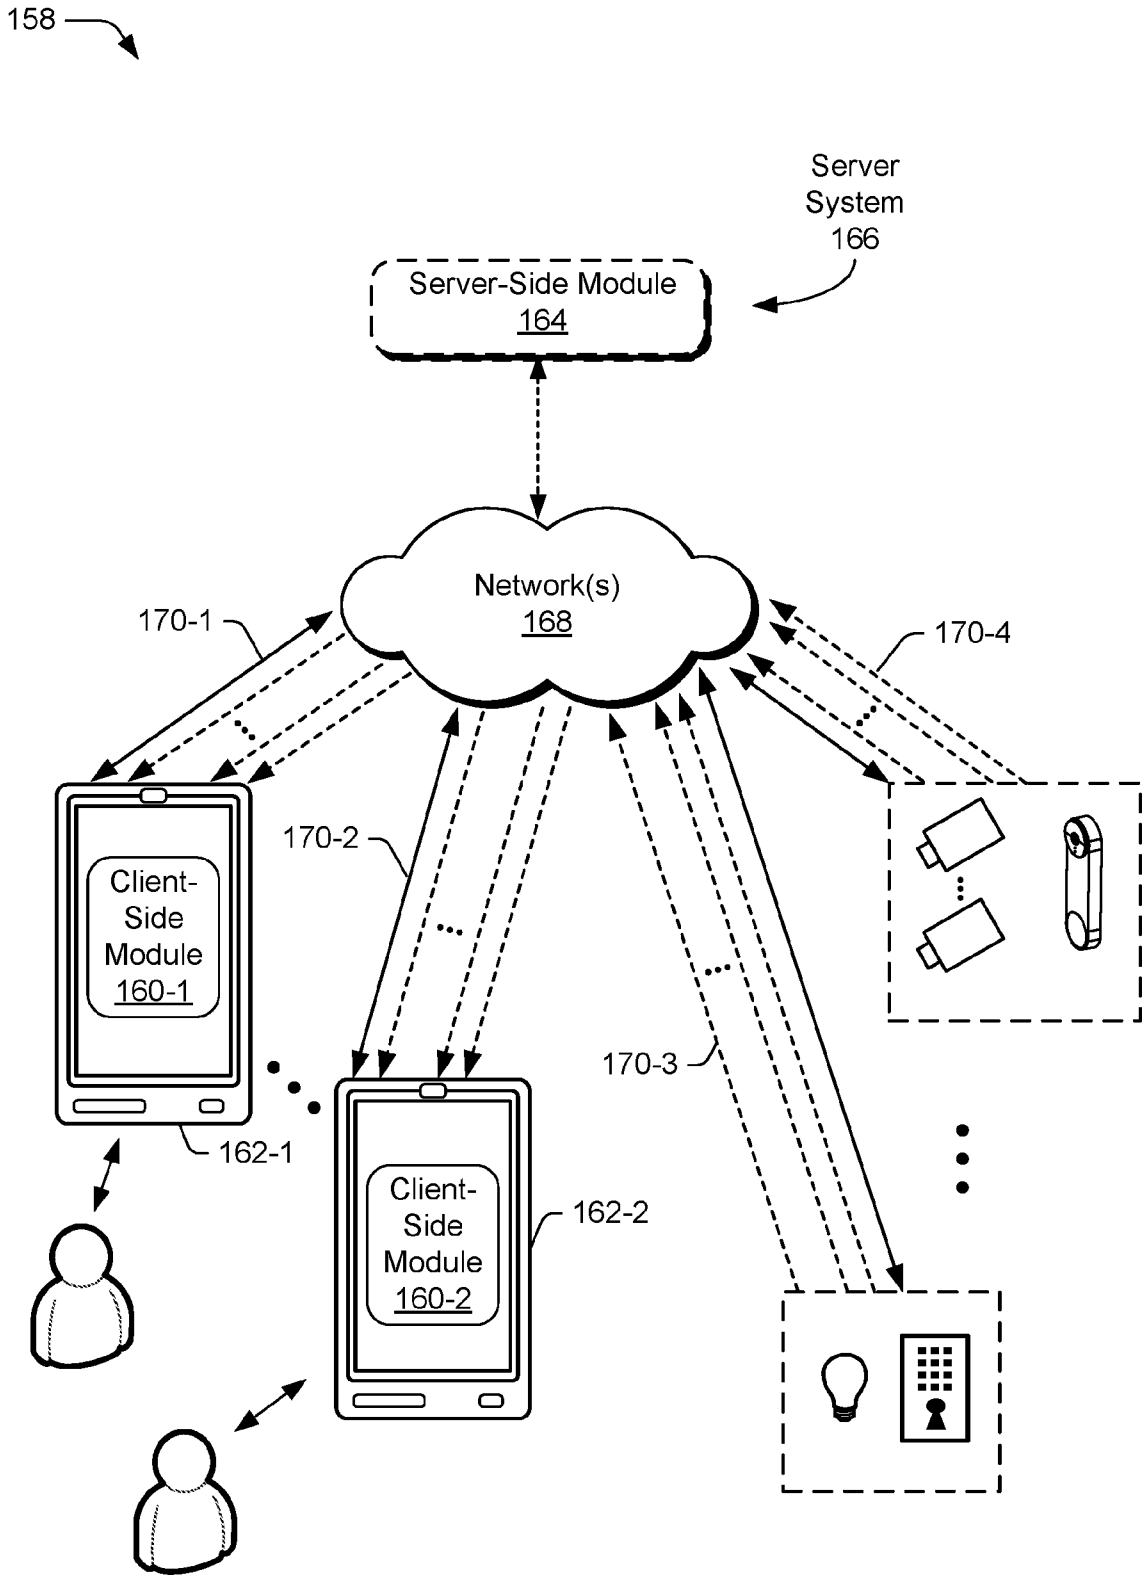 158
Server
System
166
Server-Side Module
164
Network(s)
168
170-1
170-4
170-2
Client-
Side
Module
160-1
170-3
162-1
Client-
Side
Module
160-2
162-2